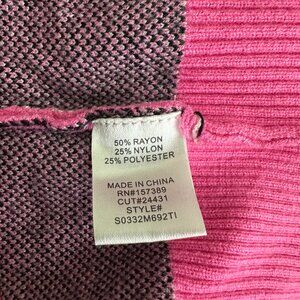 50% RAYON
25% NYLON
25% POLYESTER
MADE IN CHINA
RN#157389
CUT#24431
STYLE#
S0332M692TI